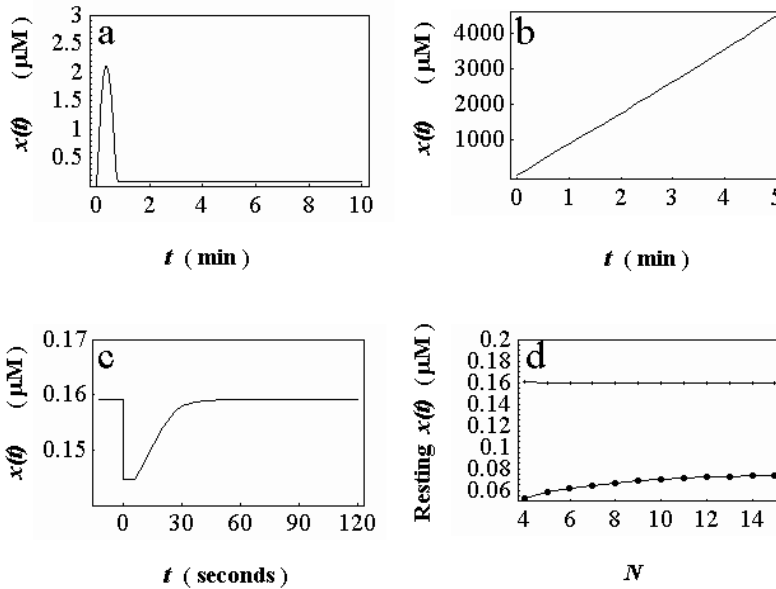 a
x(t) (µM)
3
2.5
2
1.5
1
0.5
0 2 4 6 8 10
t (min)
b
x(t) (µM)
4000
3000
2000
1000
0 1 2 3 4 5
t (min)
c
x(t) (µM)
0.17
0.16
0.15
0 30 60 90 120
t (seconds)
d
Resting x(t) (µM)
0.2
0.18
0.16
0.16
0.1
0.1
0.08
0.06
4 6 8 10 12 14
N